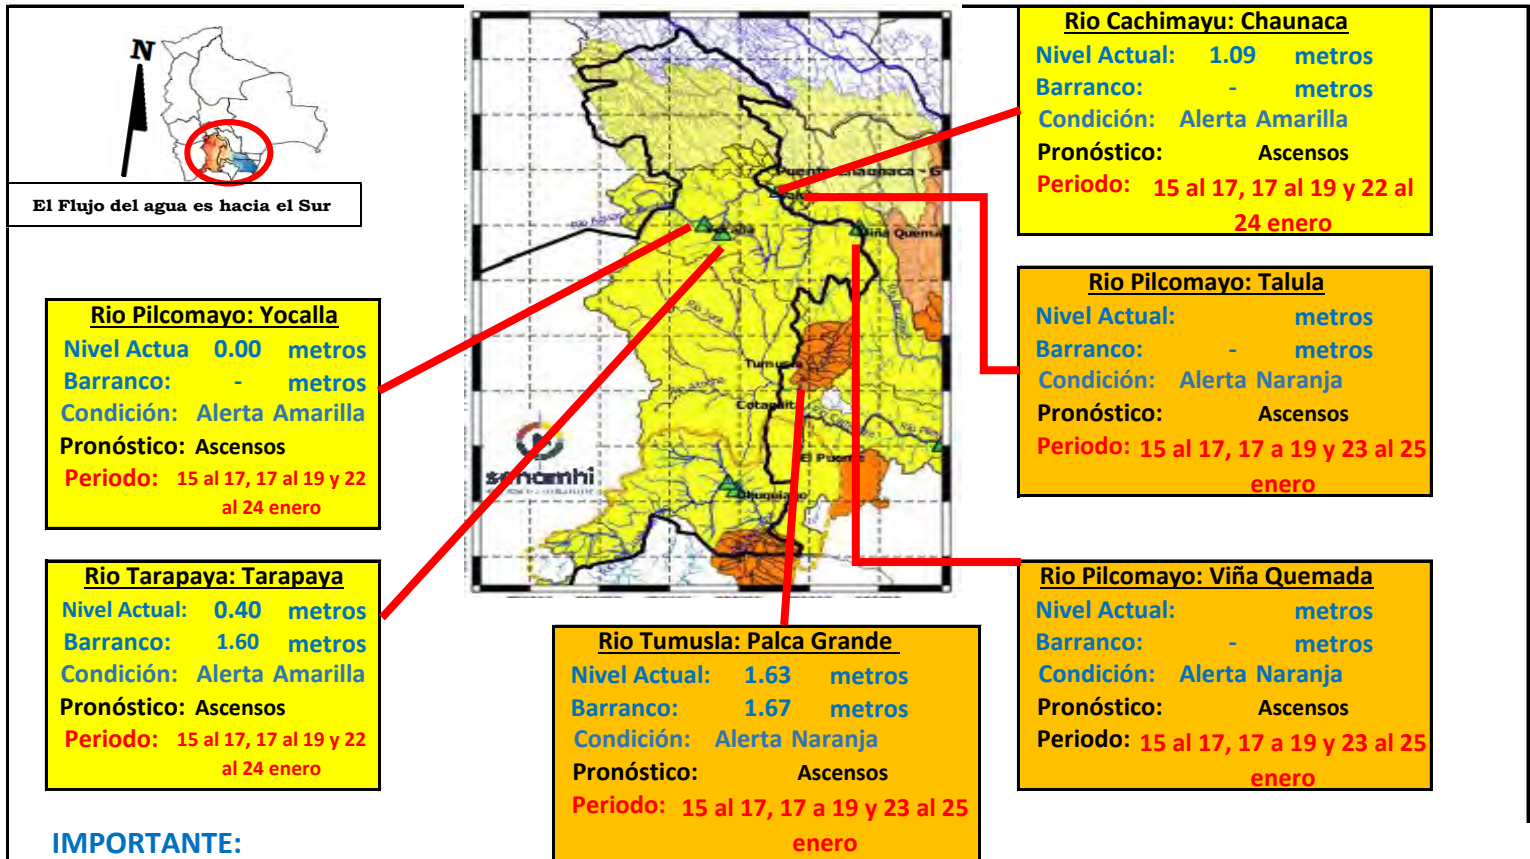 N
El Flujo del agua es hacia el Sur
Rio Pilcomayo: Yocalla
Nivel Actua 0.00 metros
Barranco: - metros
Condición: Alerta Amarilla
Pronóstico: Ascensos
Periodo: 15 al 17, 17 al 19 y 22
al 24 enero
Rio Tarapaya: Tarapaya
Nivel Actual: 0.40 metros
Barranco: 1.60 metros
Condición: Alerta Amarilla
Pronóstico: Ascensos
Periodo: 15 al 17, 17 al 19 y 22
al 24 enero
IMPORTANTE:
Puente Chaunaca - G
Viña Quema
Tumusla
Cotagaita
El Puente
Chuquiago
senamhi
Rio Tumusla: Palca Grande
Nivel Actual: 1.63 metros
Barranco: 1.67 metros
Condición: Alerta Naranja
Pronóstico: Ascensos
Periodo: 15 al 17, 17 a 19 y 23 al 25
enero
Rio Cachimayu: Chaunaca
Nivel Actual: 1.09 metros
Barranco: - metros
Condición: Alerta Amarilla
Pronóstico: Ascensos
Periodo: 15 al 17, 17 al 19 y 22 al
24 enero
Rio Pilcomayo: Talula
Nivel Actual: metros
Barranco: - metros
Condición: Alerta Naranja
Pronóstico: Ascensos
Periodo: 15 al 17, 17 a 19 y 23 al 25
enero
Rio Pilcomayo: Viña Quemada
Nivel Actual: metros
Barranco: - metros
Condición: Alerta Naranja
Pronóstico: Ascensos
Periodo: 15 al 17, 17 a 19 y 23 al 25
enero